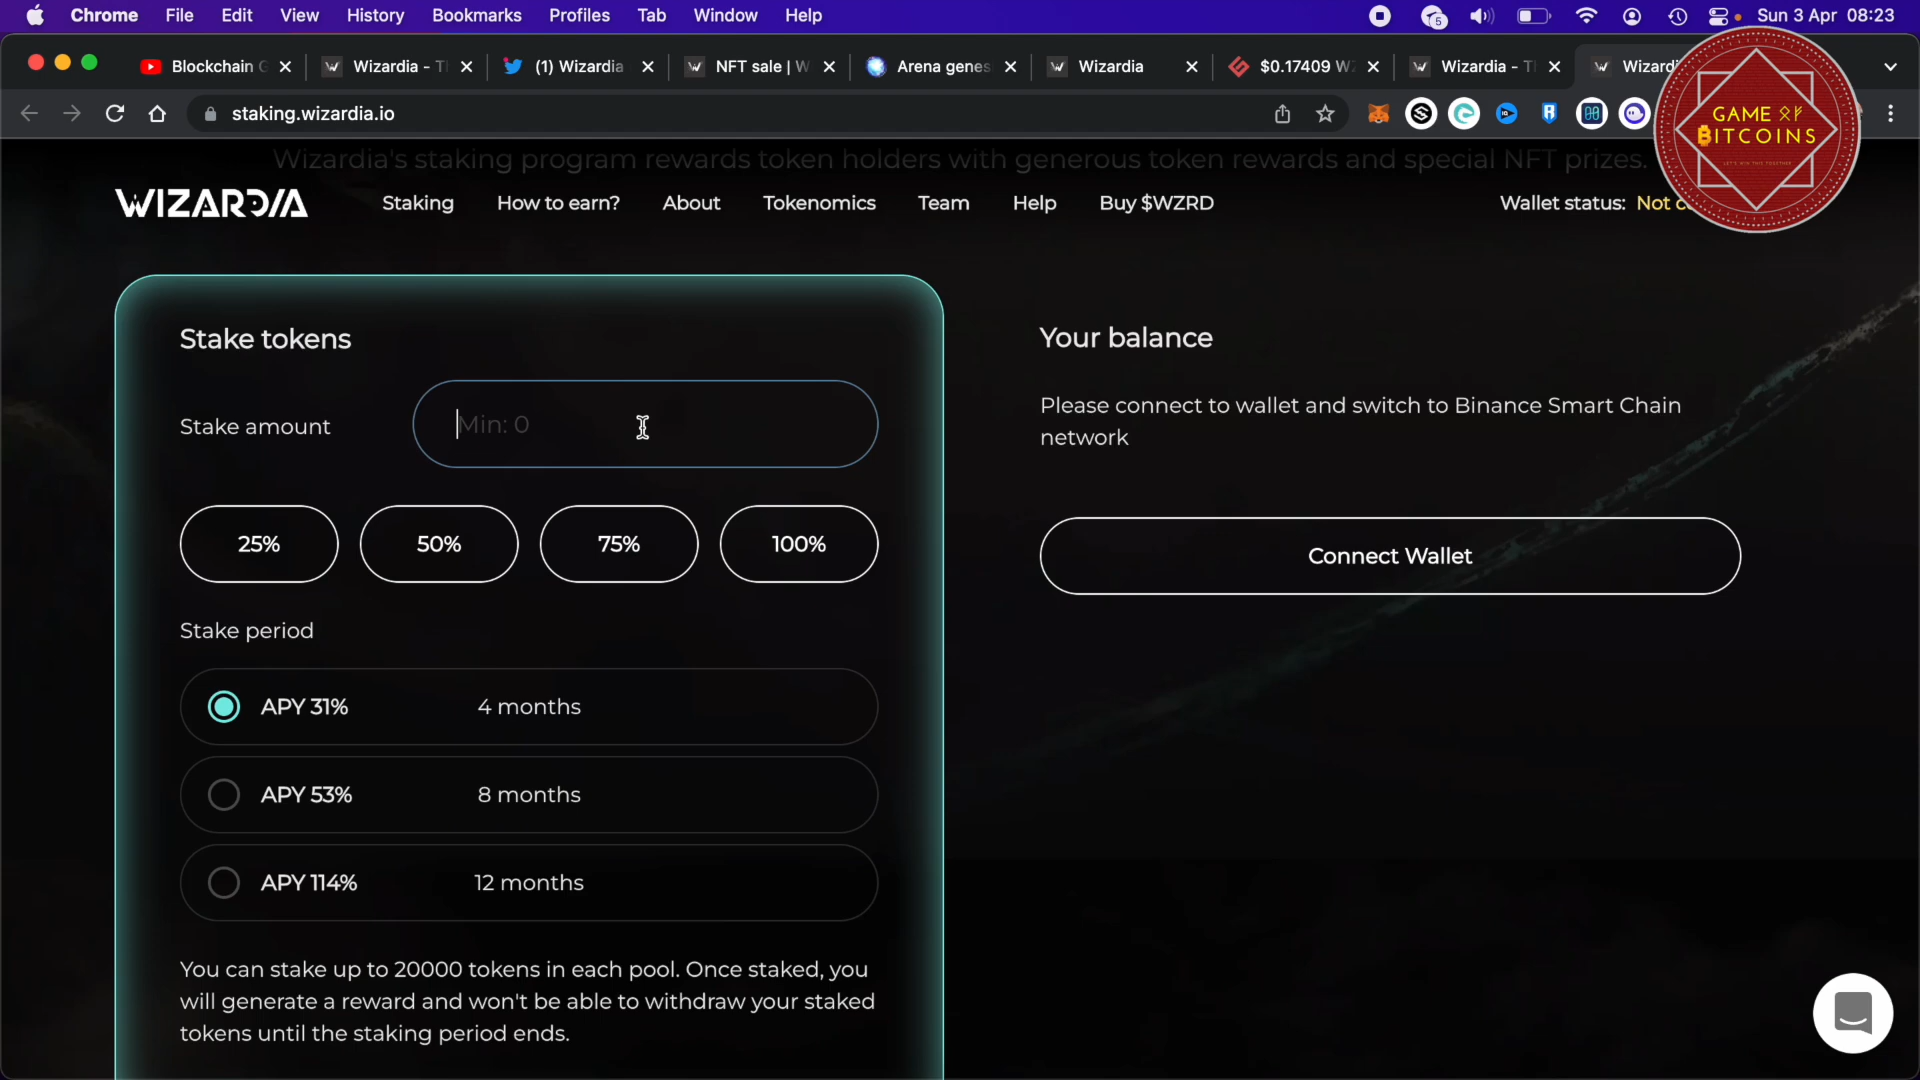 Chrome File Edit View History Bookmarks Profiles Tab Window Help 5 Sun 3 Apr 08:23
Blockchain G Wizardia - Th (1) Wizardia NFT sale | W Arena genes Wizardia $0.17409 WZ Wizardia - Th Wizardi
staking.wizardia.io
GAME OF
BITCOINS
Wizardia's staking program rewards token holders with generous token rewards and special NFT prizes.
WIZARDIA Staking How to earn? About Tokenomics Team Help Buy $WZRD Wallet status: Not c
Stake tokens
Stake amount Min: 0
25% 50% 75% 100%
Stake period
APY 31% 4 months
APY 53% 8 months
APY 114% 12 months
You can stake up to 20000 tokens in each pool. Once staked, you
will generate a reward and won't be able to withdraw your staked
tokens until the staking period ends.
Your balance
Please connect to wallet and switch to Binance Smart Chain
network
Connect Wallet